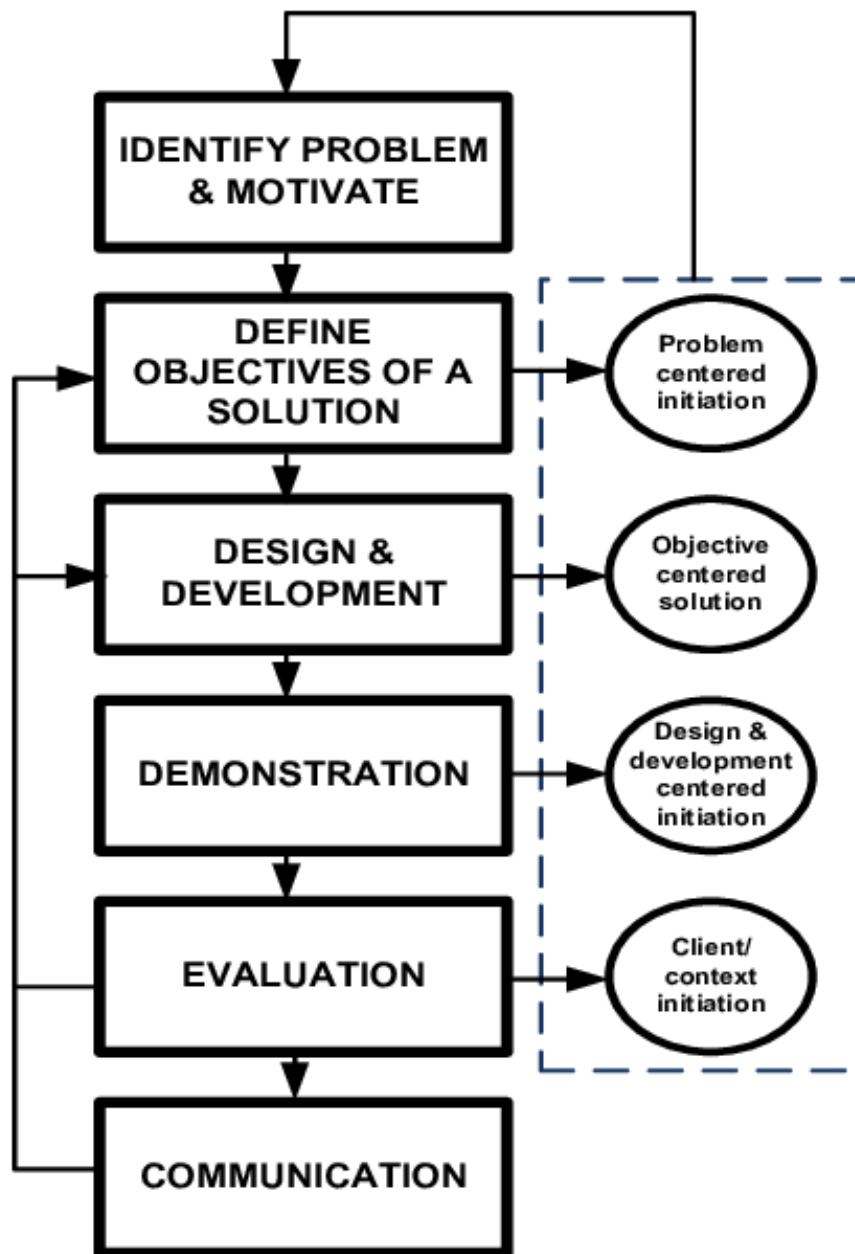 IDENTIFY PROBLEM
& MOTIVATE
DEFINE
OBJECTIVES OF A
SOLUTION
Problem
centered
initiation
DESIGN &
DEVELOPMENT
Objective
centered
solution
DEMONSTRATION
Design &
development
centered
initiation
EVALUATION
Client/
context
initiation
COMMUNICATION